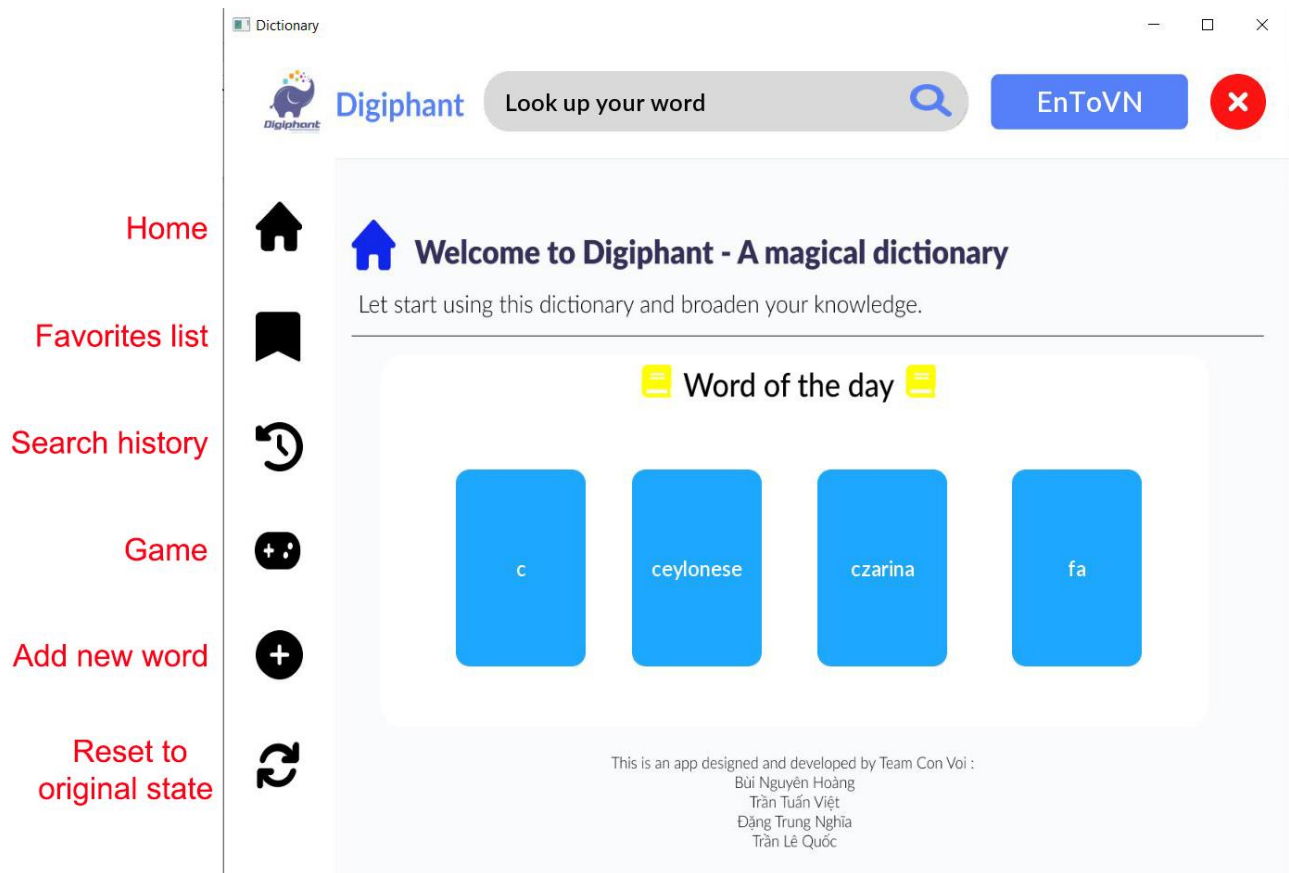 Dictionary
Digiphant
Digiphant
Look up your word
EnToVN
Home
Favorites list
Search history
Game
Add new word
Reset to
original state
Welcome to Digiphant - A magical dictionary
Let start using this dictionary and broaden your knowledge.
Word of the day
c
ceylonese
czarina
fa
This is an app designed and developed by Team Con Voi :
Bùi Nguyên Hoàng
Trần Tuấn Việt
Đặng Trung Nghĩa
Trần Lê Quốc